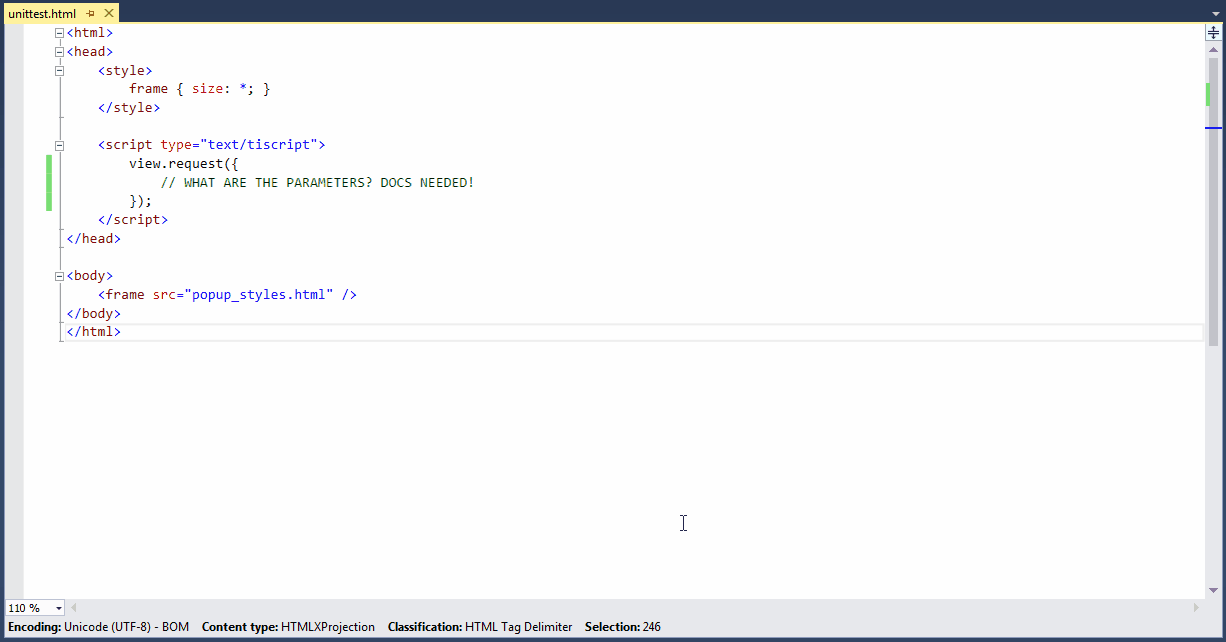 unittest.html
<html>
<head>
    <style>
        frame { size: *; }
    </style>

    <script type="text/tiscript">
        view.request({
            // WHAT ARE THE PARAMETERS? DOCS NEEDED!
        });
    </script>
</head>

<body>
    <frame src="popup_styles.html" />
</body>
</html>
110 %
Encoding: Unicode (UTF-8) - BOM Content type: HTMLXProjection Classification: HTML Tag Delimiter Selection: 246